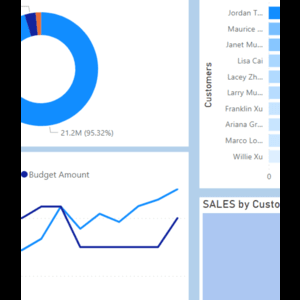 21.2M (95.32%)
Budget Amount
Customers
Jordan T...
Maurice ...
Janet Mu...
Lisa Cai
Lacey Zh...
Larry Mu...
Franklin Xu
Ariana Gr...
Marco Lo...
Willie Xu
0
SALES by Custo